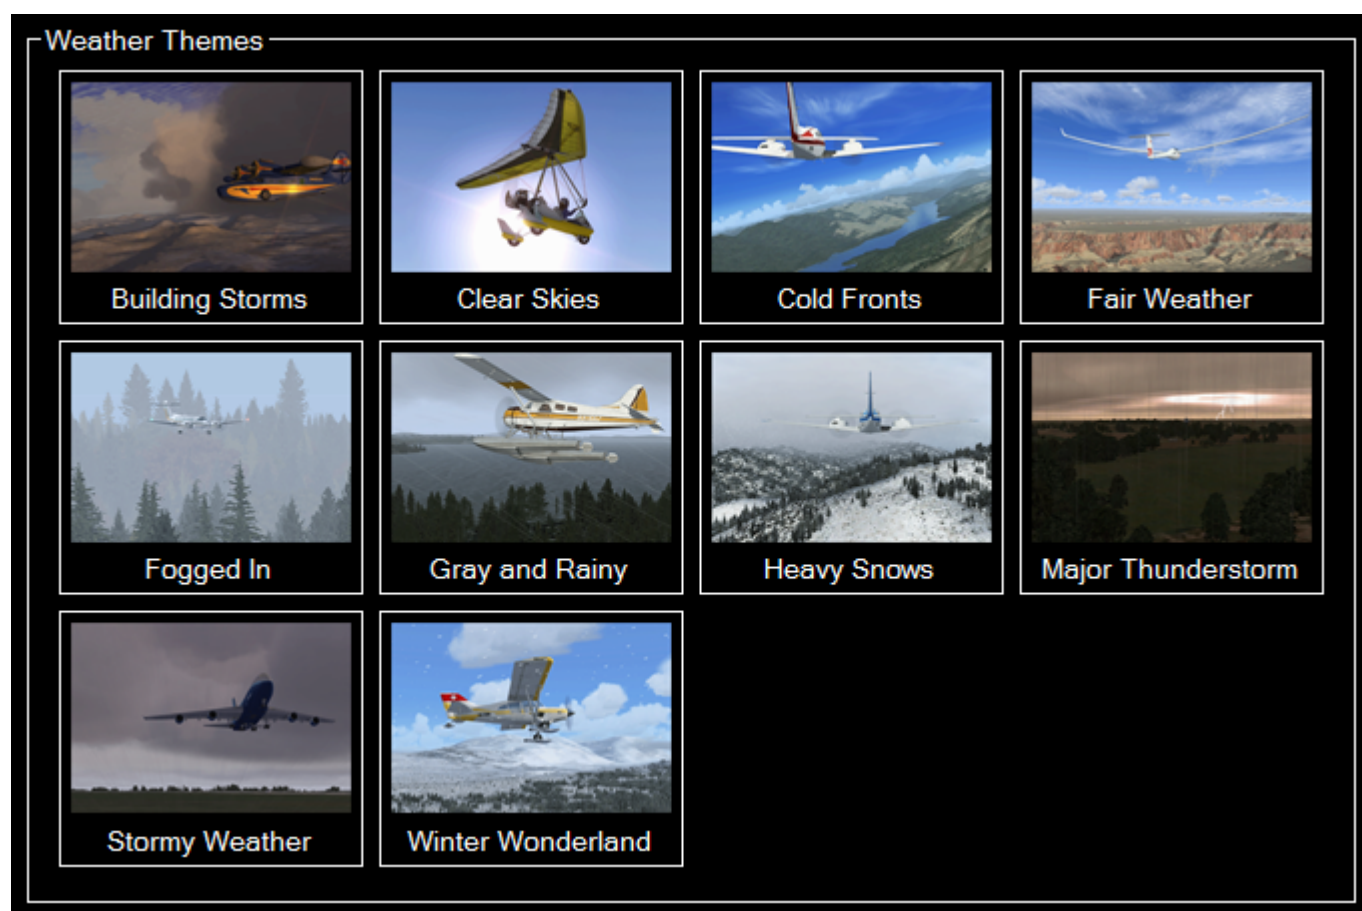 Weather Themes
Building Storms
Clear Skies
Cold Fronts
Fair Weather
Fogged In
Gray and Rainy
Heavy Snows
Major Thunderstorm
Stormy Weather
Winter Wonderland